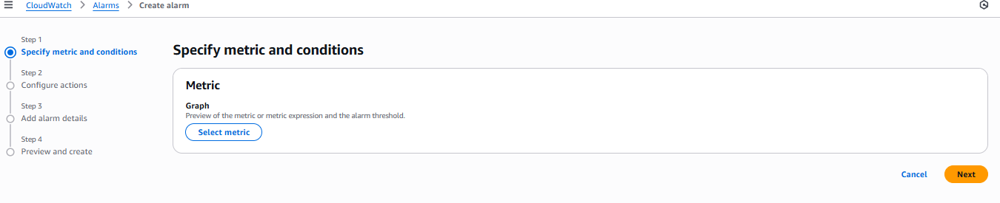 CloudWatch > Alarms > Create alarm
Step 1
Specify metric and conditions
Step 2
Configure actions
Step 3
Add alarm details
Step 4
Preview and create
Specify metric and conditions
Metric
Graph
Preview of the metric or metric expression and the alarm threshold.
Select metric
Cancel Next